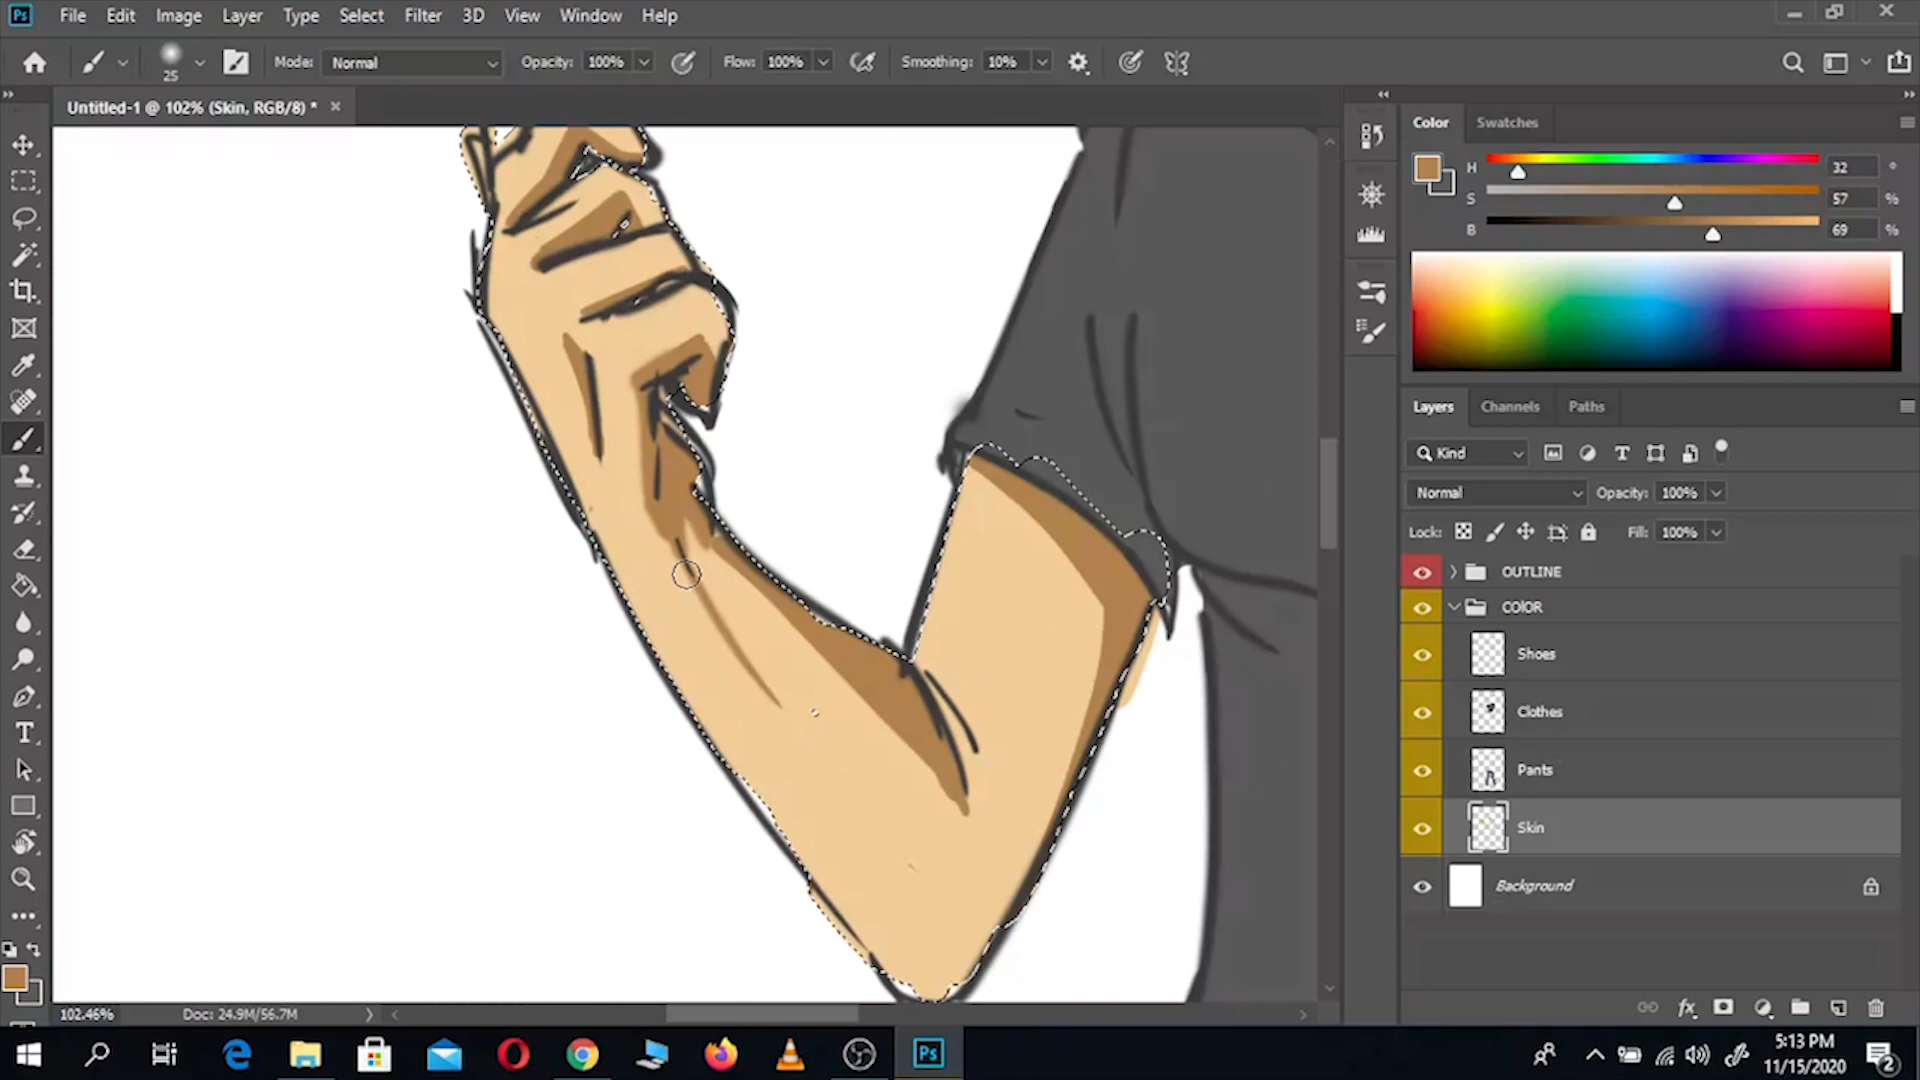 Ps File Edit Image Layer Type Select Filter 3D View Window Help
25 Mode: Normal Opacity: 100% Flow: 100% Smoothing: 10%
Untitled-1 @ 102% (Skin, RGB/8) *
Color Swatches
H 32 °
S 57 %
B 69 %
Layers Channels Paths
Kind
Normal Opacity: 100%
Lock: Fill: 100%
OUTLINE
COlOR
Shoes
Clothes
Pants
Skin
Background
fx
102.46% Doc: 24.9M/56.7M
Ps
5:13 PM
11/15/2020
2